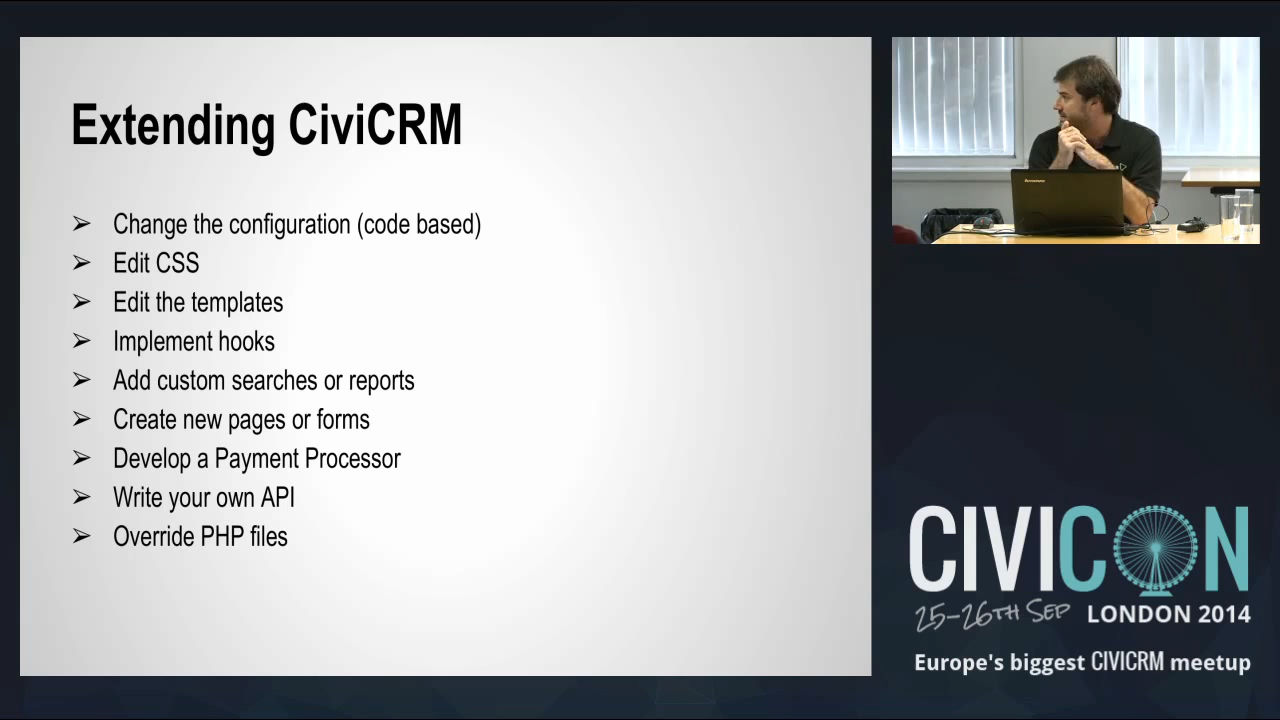 Extending CiviCRM
➢ Change the configuration (code based)
➢ Edit CSS
➢ Edit the templates
➢ Implement hooks
➢ Add custom searches or reports
➢ Create new pages or forms
➢ Develop a Payment Processor
➢ Write your own API
➢ Override PHP files
lenovo
CIVICON
25-26TH SEP LONDON 2014
Europe's biggest CIVICRM meetup